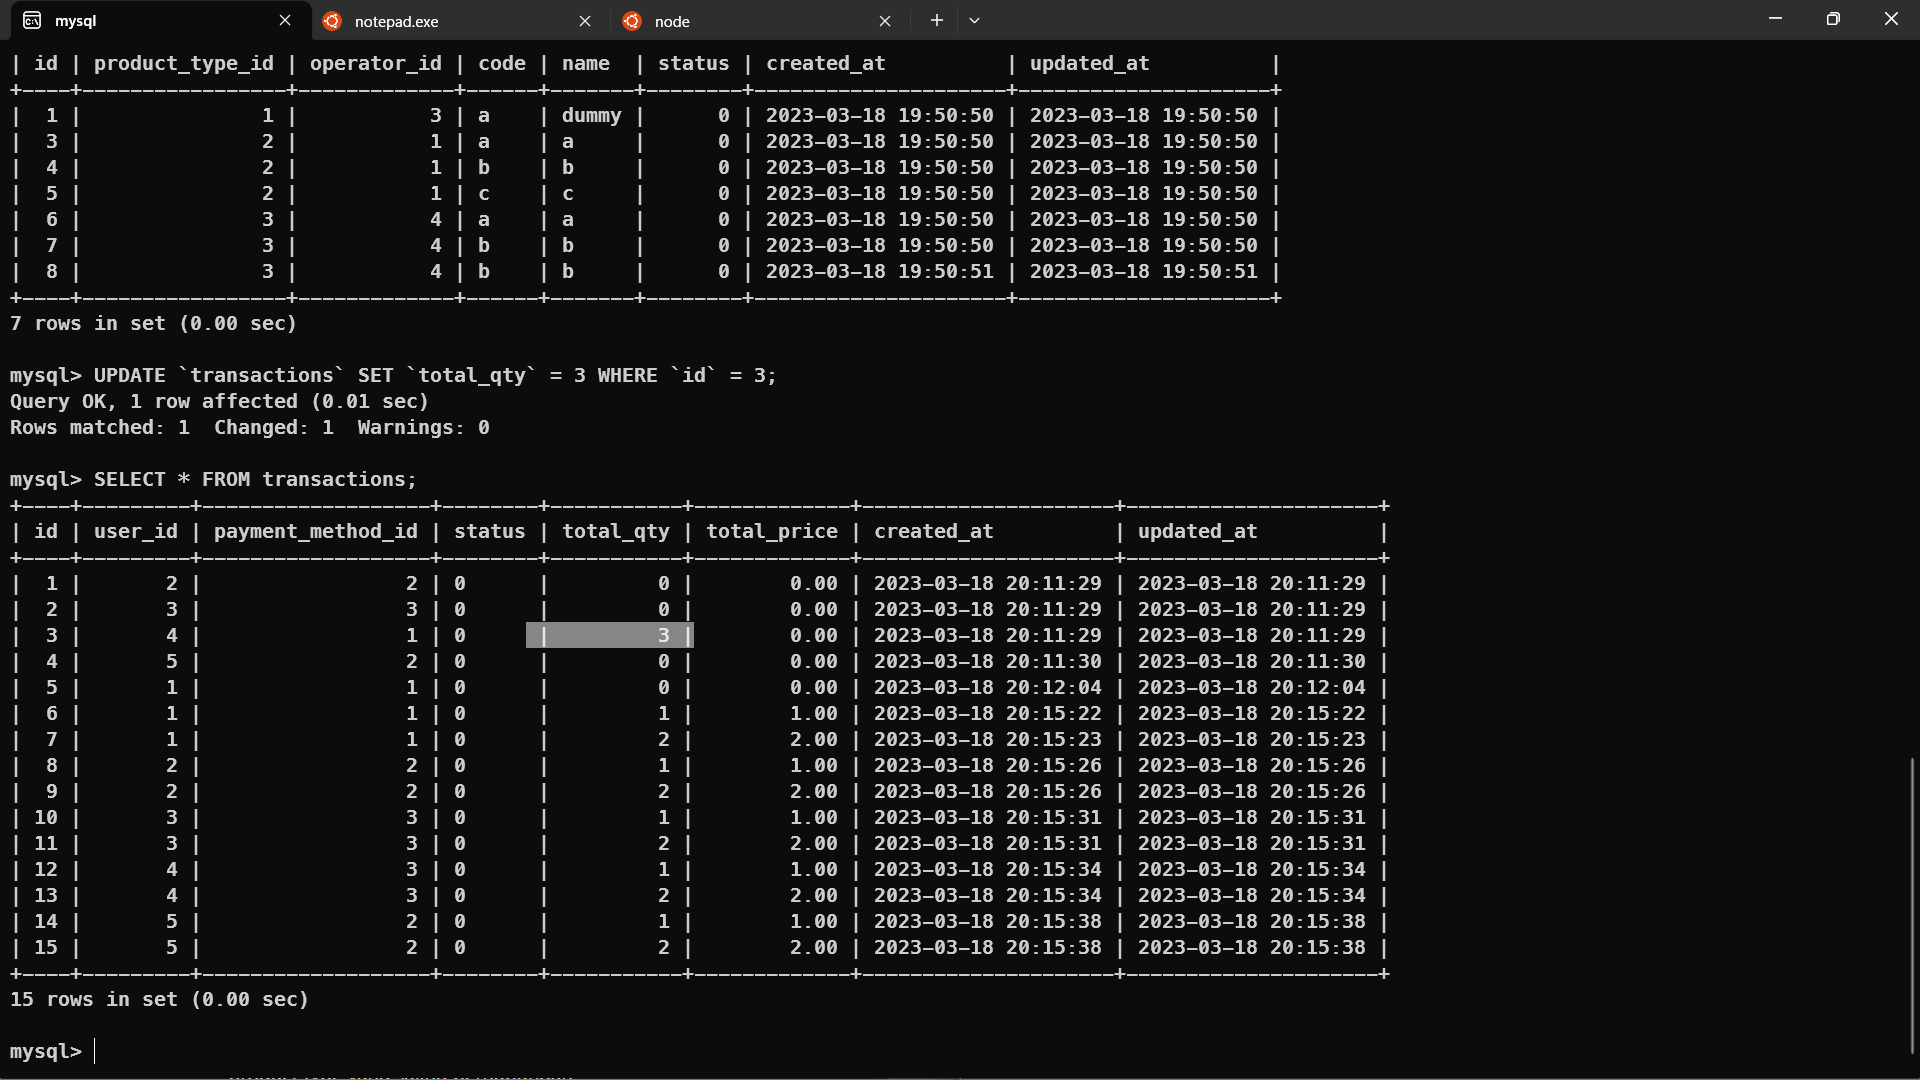 mysql
notepad.exe
node
| id | product_type_id | operator_id | code | name  | status | created_at          | updated_at          |
+----+-----------------+-------------+------+-------+--------+---------------------+---------------------+
|  1 |               1 |           3 | a    | dummy |      0 | 2023-03-18 19:50:50 | 2023-03-18 19:50:50 |
|  3 |               2 |           1 | a    | a     |      0 | 2023-03-18 19:50:50 | 2023-03-18 19:50:50 |
|  4 |               2 |           1 | b    | b     |      0 | 2023-03-18 19:50:50 | 2023-03-18 19:50:50 |
|  5 |               2 |           1 | c    | c     |      0 | 2023-03-18 19:50:50 | 2023-03-18 19:50:50 |
|  6 |               3 |           4 | a    | a     |      0 | 2023-03-18 19:50:50 | 2023-03-18 19:50:50 |
|  7 |               3 |           4 | b    | b     |      0 | 2023-03-18 19:50:50 | 2023-03-18 19:50:50 |
|  8 |               3 |           4 | b    | b     |      0 | 2023-03-18 19:50:51 | 2023-03-18 19:50:51 |
+----+-----------------+-------------+------+-------+--------+---------------------+---------------------+
7 rows in set (0.00 sec)
mysql> UPDATE `transactions` SET `total_qty` = 3 WHERE `id` = 3;
Query OK, 1 row affected (0.01 sec)
Rows matched: 1  Changed: 1  Warnings: 0
mysql> SELECT * FROM transactions;
+----+---------+-------------------+--------+-----------+-------------+---------------------+---------------------+
| id | user_id | payment_method_id | status | total_qty | total_price | created_at          | updated_at          |
+----+---------+-------------------+--------+-----------+-------------+---------------------+---------------------+
|  1 |       2 |                 2 | 0      |         0 |        0.00 | 2023-03-18 20:11:29 | 2023-03-18 20:11:29 |
|  2 |       3 |                 3 | 0      |         0 |        0.00 | 2023-03-18 20:11:29 | 2023-03-18 20:11:29 |
|  3 |       4 |                 1 | 0      |         3 |        0.00 | 2023-03-18 20:11:29 | 2023-03-18 20:11:29 |
|  4 |       5 |                 2 | 0      |         0 |        0.00 | 2023-03-18 20:11:30 | 2023-03-18 20:11:30 |
|  5 |       1 |                 1 | 0      |         0 |        0.00 | 2023-03-18 20:12:04 | 2023-03-18 20:12:04 |
|  6 |       1 |                 1 | 0      |         1 |        1.00 | 2023-03-18 20:15:22 | 2023-03-18 20:15:22 |
|  7 |       1 |                 1 | 0      |         2 |        2.00 | 2023-03-18 20:15:23 | 2023-03-18 20:15:23 |
|  8 |       2 |                 2 | 0      |         1 |        1.00 | 2023-03-18 20:15:26 | 2023-03-18 20:15:26 |
|  9 |       2 |                 2 | 0      |         2 |        2.00 | 2023-03-18 20:15:26 | 2023-03-18 20:15:26 |
| 10 |       3 |                 3 | 0      |         1 |        1.00 | 2023-03-18 20:15:31 | 2023-03-18 20:15:31 |
| 11 |       3 |                 3 | 0      |         2 |        2.00 | 2023-03-18 20:15:31 | 2023-03-18 20:15:31 |
| 12 |       4 |                 3 | 0      |         1 |        1.00 | 2023-03-18 20:15:34 | 2023-03-18 20:15:34 |
| 13 |       4 |                 3 | 0      |         2 |        2.00 | 2023-03-18 20:15:34 | 2023-03-18 20:15:34 |
| 14 |       5 |                 2 | 0      |         1 |        1.00 | 2023-03-18 20:15:38 | 2023-03-18 20:15:38 |
| 15 |       5 |                 2 | 0      |         2 |        2.00 | 2023-03-18 20:15:38 | 2023-03-18 20:15:38 |
+----+---------+-------------------+--------+-----------+-------------+---------------------+---------------------+
15 rows in set (0.00 sec)
mysql>